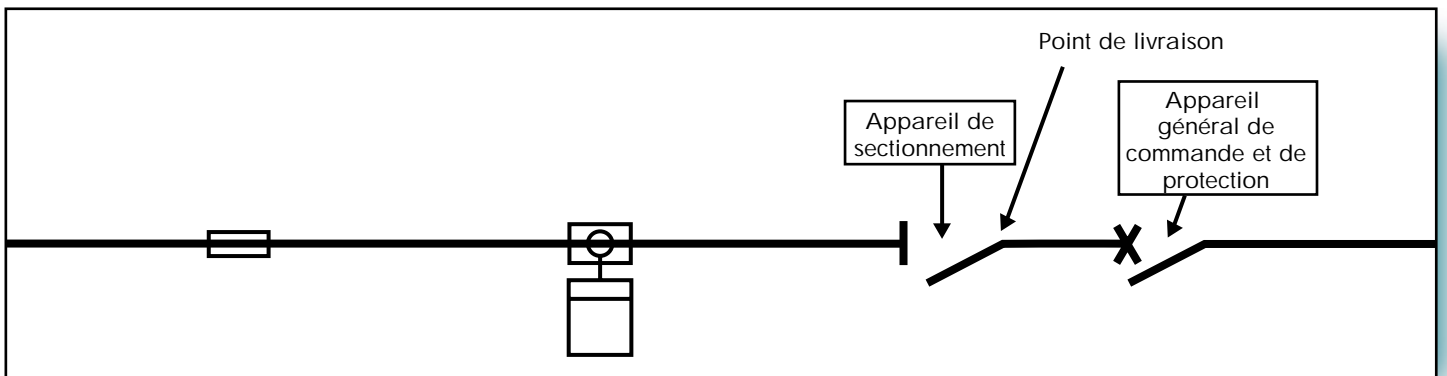 Point de livraison
Appareil de
sectionnement
Appareil
général de
commande et de
protection